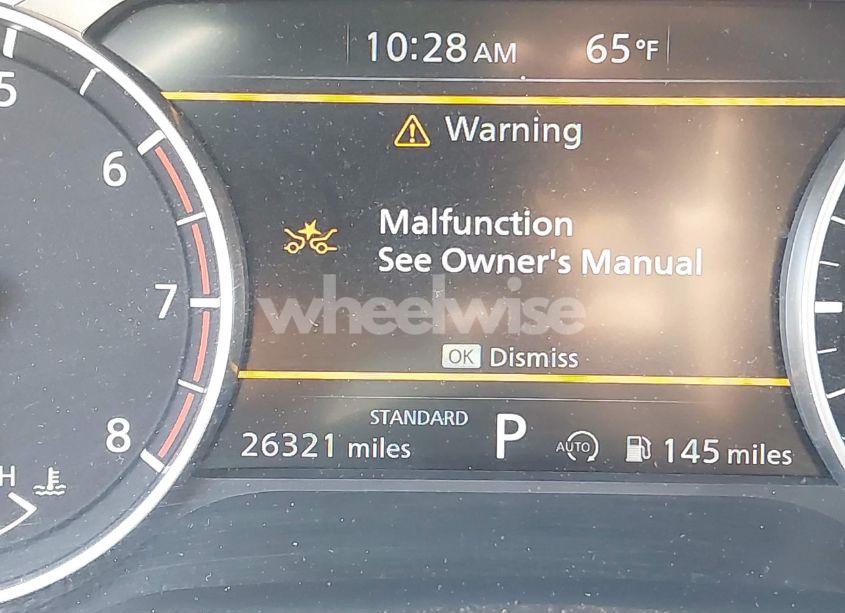 10:28 AM 65°F
5
Warning
6
Malfunction
See Owner's Manual
7
wheelwise
OK Dismiss
STANDARD
8
26321 miles P AUTO 145 miles
H